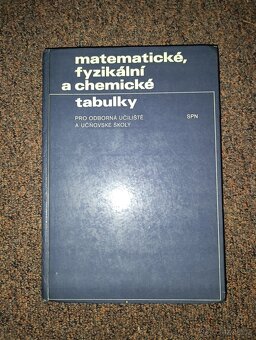 matematické,
fyzikální
a chemické
tabulky
PRO ODBORNÁ UČILIŠTĚ
A UČŇOVSKÉ ŠKOLY
SPN